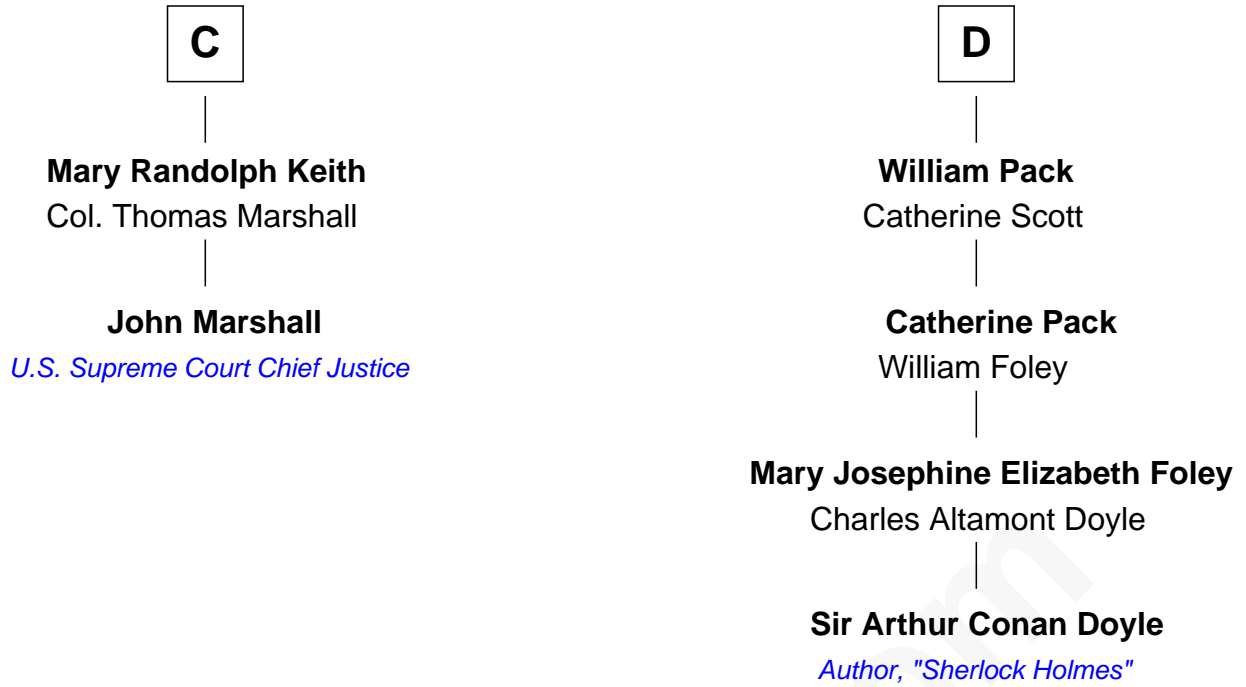 C
Mary Randolph Keith
Col. Thomas Marshall
John Marshall
U.S. Supreme Court Chief Justice
D
William Pack
Catherine Scott
Catherine Pack
William Foley
Mary Josephine Elizabeth Foley
Charles Altamont Doyle
Sir Arthur Conan Doyle
Author, "Sherlock Holmes"